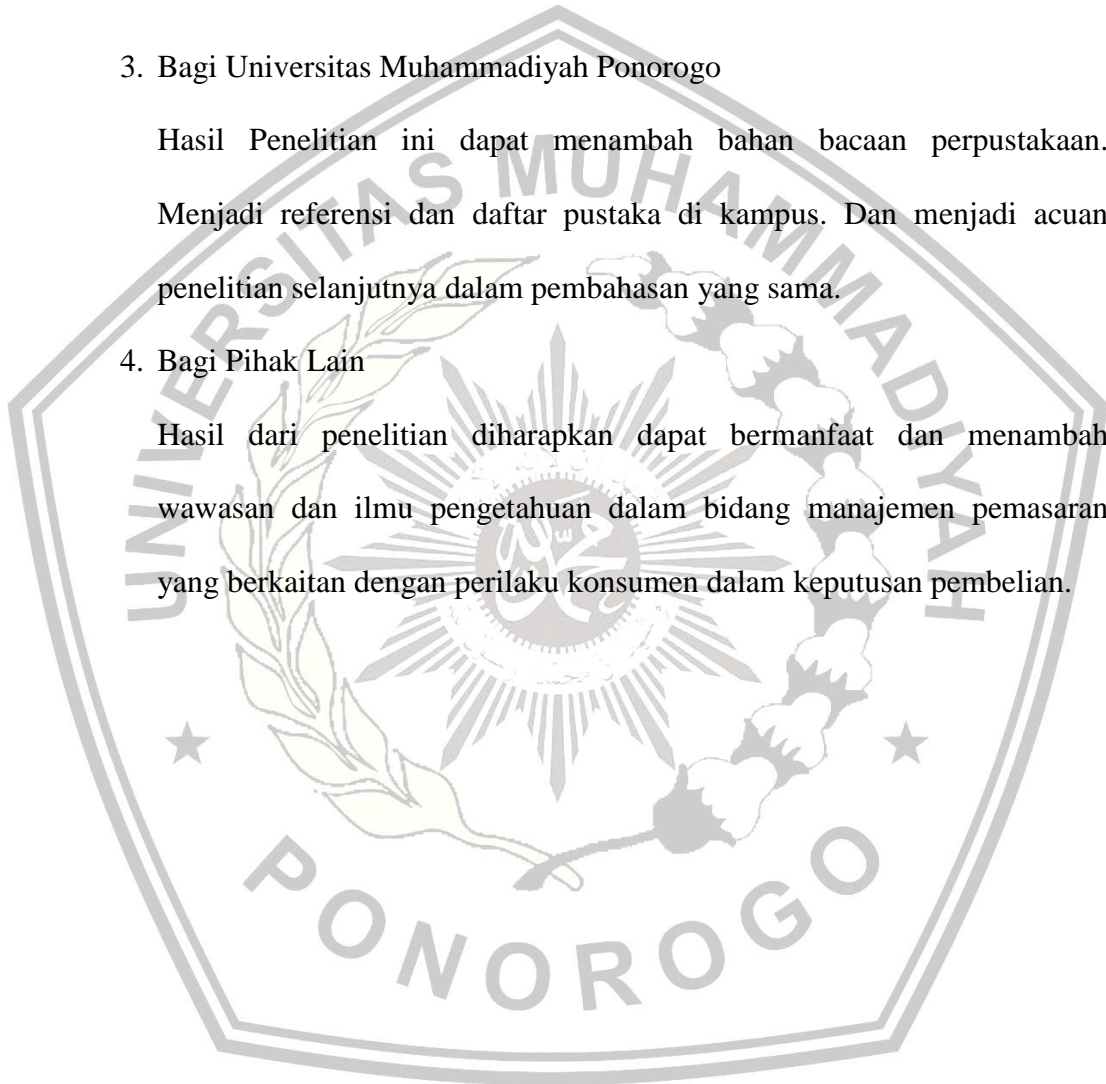 3. Bagi Universitas Muhammadiyah Ponorogo
Hasil Penelitian ini dapat menambah bahan bacaan perpustakaan.
Menjadi referensi dan daftar pustaka di kampus. Dan menjadi acuan
penelitian selanjutnya dalam pembahasan yang sama.
4. Bagi Pihak Lain
Hasil dari penelitian diharapkan dapat bermanfaat dan menambah
wawasan dan ilmu pengetahuan dalam bidang manajemen pemasaran
yang berkaitan dengan perilaku konsumen dalam keputusan pembelian.
UNIVERSITAS MUHAMMADIYAH
PONOROGO